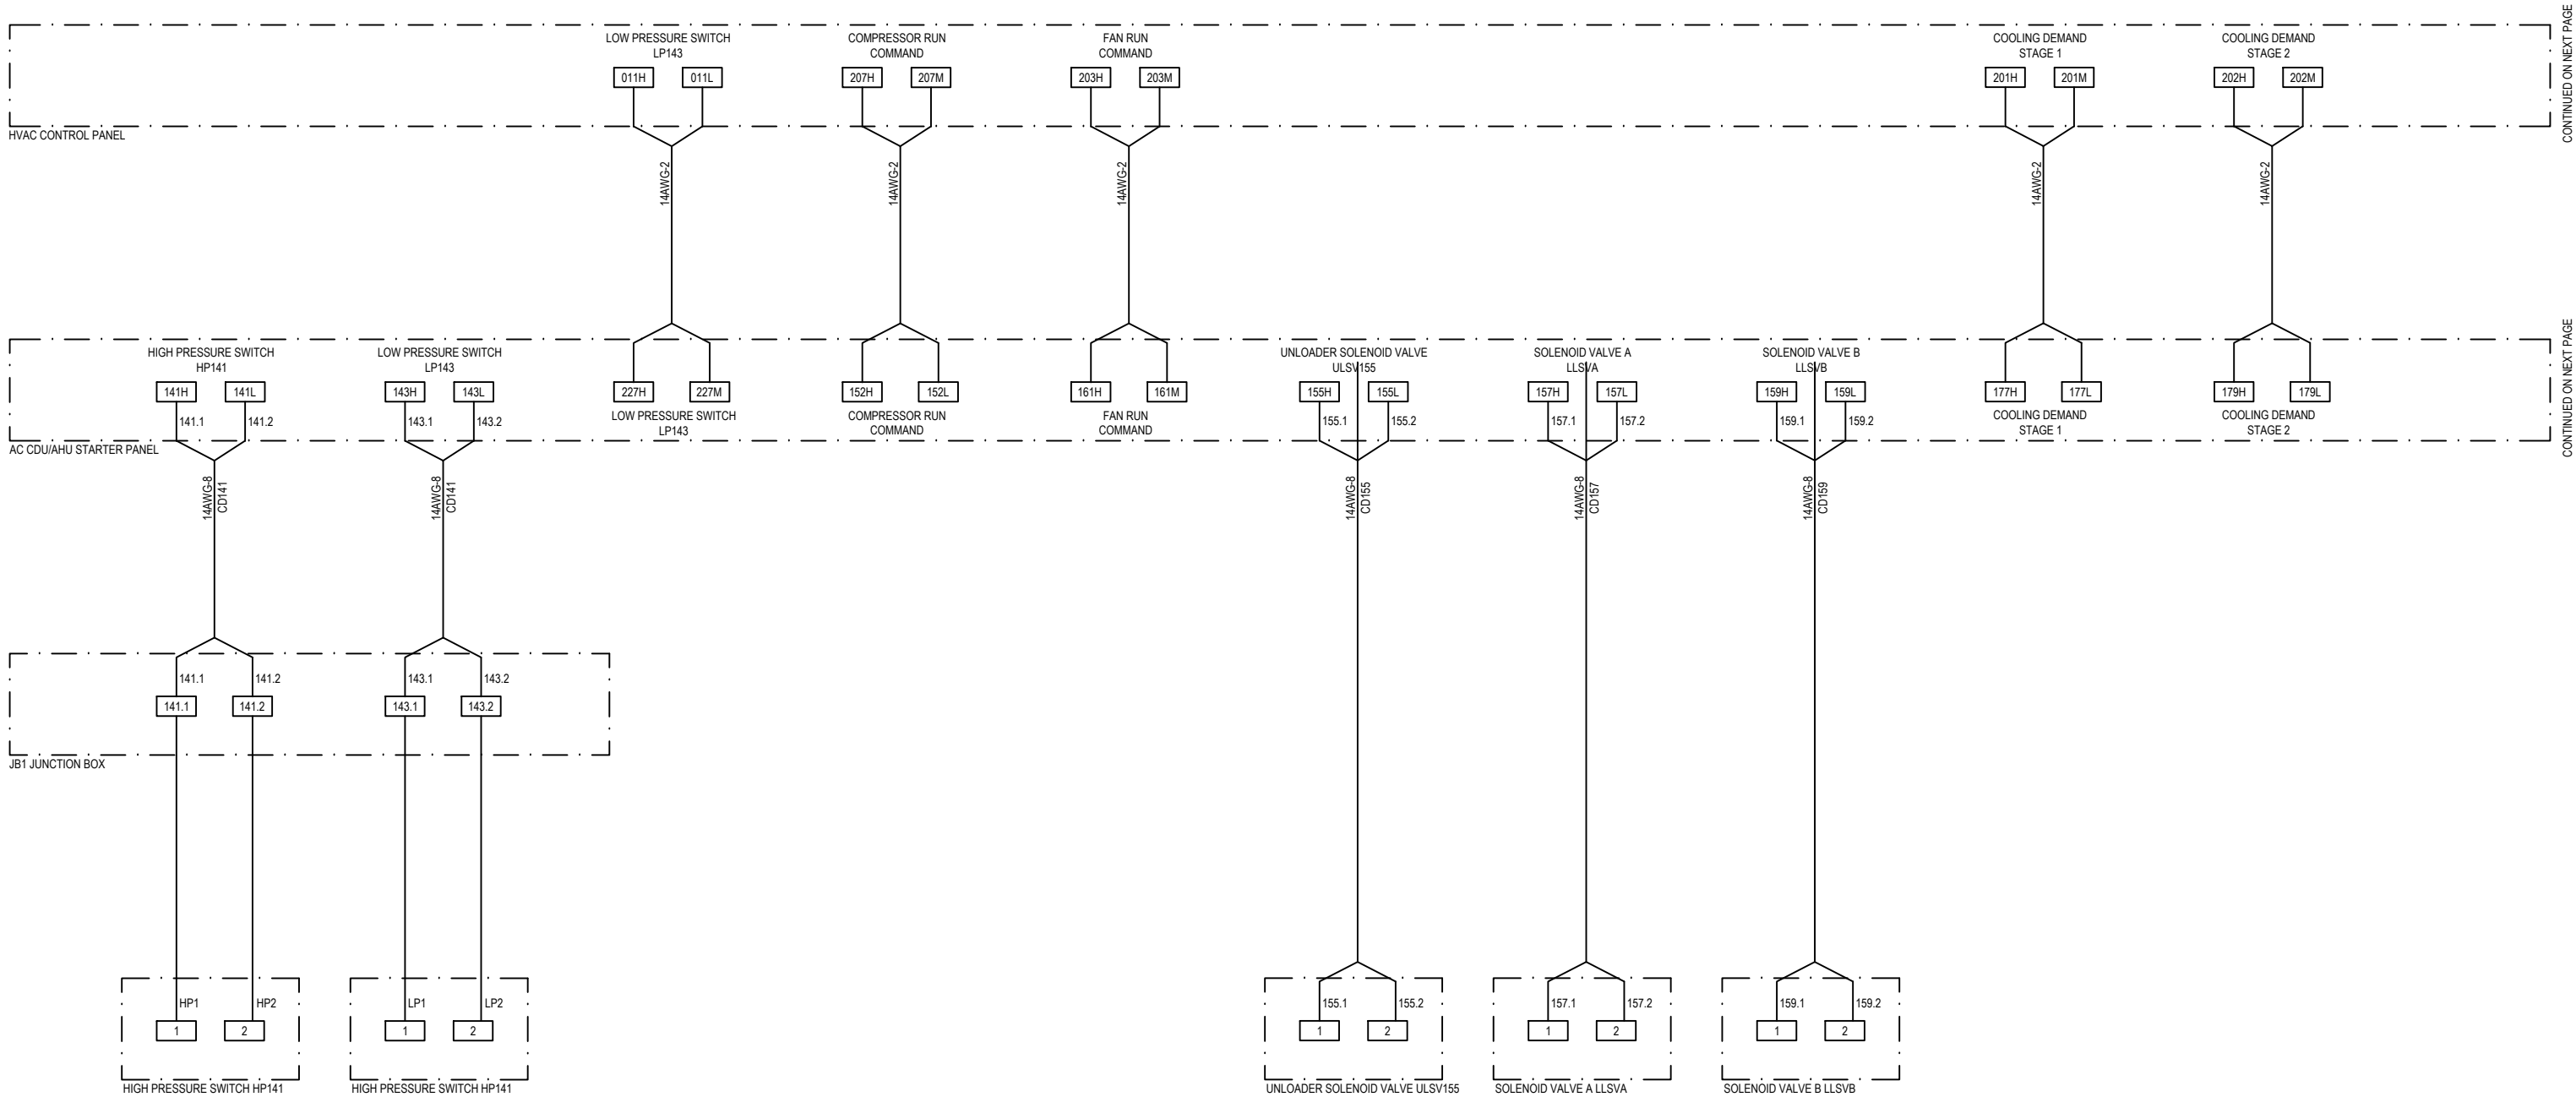 LOW PRESSURE SWITCH
LP143
COMPRESSOR RUN
COMMAND
FAN RUN
COMMAND
COOLING DEMAND
STAGE 1
COOLING DEMAND
STAGE 2
011H 011L 207H 207M 203H 203M 201H 201M 202H 202M
HVAC CONTROL PANEL
CONTINUED ON NEXT PAGE
14AWG-2
14AWG-2
14AWG-2
14AWG-2
14AWG-2
HIGH PRESSURE SWITCH
HP141
LOW PRESSURE SWITCH
LP143
UNLOADER SOLENOID VALVE
ULSV155
SOLENOID VALVE A
LLSVA
SOLENOID VALVE B
LLSVB
141H 141L 143H 143L 227H 227M 152H 152L 161H 161M 155H 155L 157H 157L 159H 159L 177H 177L 179H 179L
141.1 141.2 143.1 143.2 155.1 155.2 157.1 157.2 159.1 159.2
LOW PRESSURE SWITCH
LP143
COMPRESSOR RUN
COMMAND
FAN RUN
COMMAND
COOLING DEMAND
STAGE 1
COOLING DEMAND
STAGE 2
AC CDU/AHU STARTER PANEL
CONTINUED ON NEXT PAGE
14AWG-8
CD141
14AWG-8
CD141
14AWG-8
CD155
14AWG-8
CD157
14AWG-8
CD159
141.1 141.2 143.1 143.2
141.1 141.2 143.1 143.2
JB1 JUNCTION BOX
HP1 HP2 LP1 LP2 155.1 155.2 157.1 157.2 159.1 159.2
1 2 1 2 1 2 1 2 1 2
HIGH PRESSURE SWITCH HP141
HIGH PRESSURE SWITCH HP141
UNLOADER SOLENOID VALVE ULSV155
SOLENOID VALVE A LLSVA
SOLENOID VALVE B LLSVB